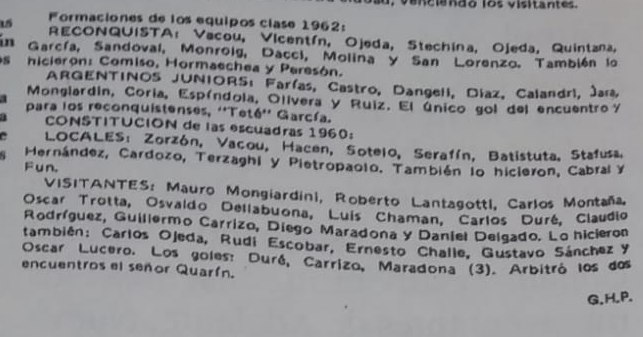 venciendo los visitantes.
Formaciones de los equipos clase 1962:
RECONQUISTA: Vacou, Vicentín, Ojeda, Stechina, Ojeda, Quintana,
García, Sandoval, Monroig, Dacci, Molina y San Lorenzo. También lo
hicieron: Comiso, Hormaechea y Peresón.
ARGENTINOS JUNIORS: Farías, Castro, Dangeli, Díaz, Calandri, Jara,
Mongiardin, Coria, Espíndola, Olivera y Ruiz. El único gol del encuentro y
para los reconquistenses, "Teté" García.
CONSTITUCION de las escuadras 1960:
LOCALES: Zorzón, Vacou, Hacen, Sotelo, Serafín, Batistuta, Stafusa,
Hernández, Cardozo, Terzaghi y Pietropaolo. También lo hicieron, Cabral y
Fun.
VISITANTES: Mauro Mongiardini, Roberto Lantagotti, Carlos Montaña,
Oscar Trotta, Osvaldo Dellabuona, Luis Chaman, Carlos Duré, Claudio
Rodríguez, Guillermo Carrizo, Diego Maradona y Daniel Delgado. Lo hicieron
también: Carlos Ojeda, Rudi Escobar, Ernesto Challe, Gustavo Sánchez y
Oscar Lucero. Los goles: Duré, Carrizo, Maradona (3). Arbitró los dos
encuentros el señor Quarín.
G.H.P.